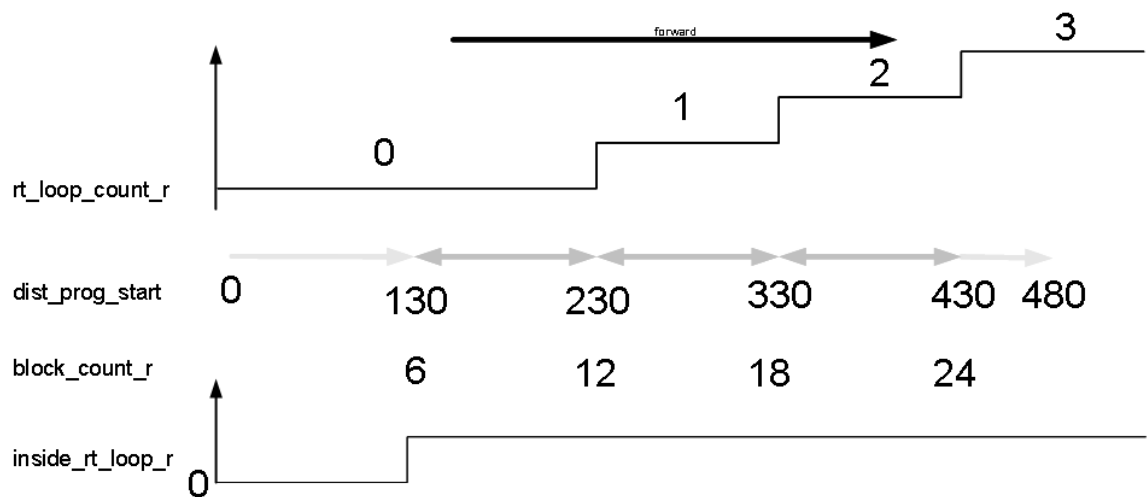 forward
3
2
1
0
rt_loop_count_r
dist_prog_start 0 130 230 330 430 480
block_count_r 6 12 18 24
inside_rt_loop_r
0